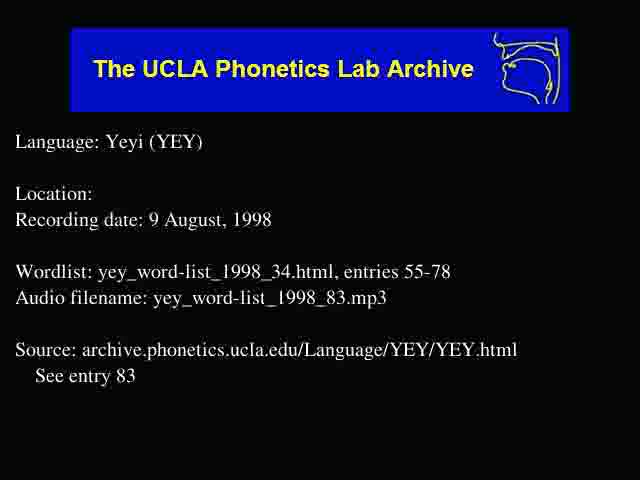 The UCLA Phonetics Lab Archive
Language: Yeyi (YEY)
Location:
Recording date: 9 August, 1998
Wordlist: yey_word-list_1998_34.html, entries 55-78
Audio filename: yey_word-list_1998_83.mp3
Source: archive.phonetics.ucla.edu/Language/YEY/YEY.html
See entry 83